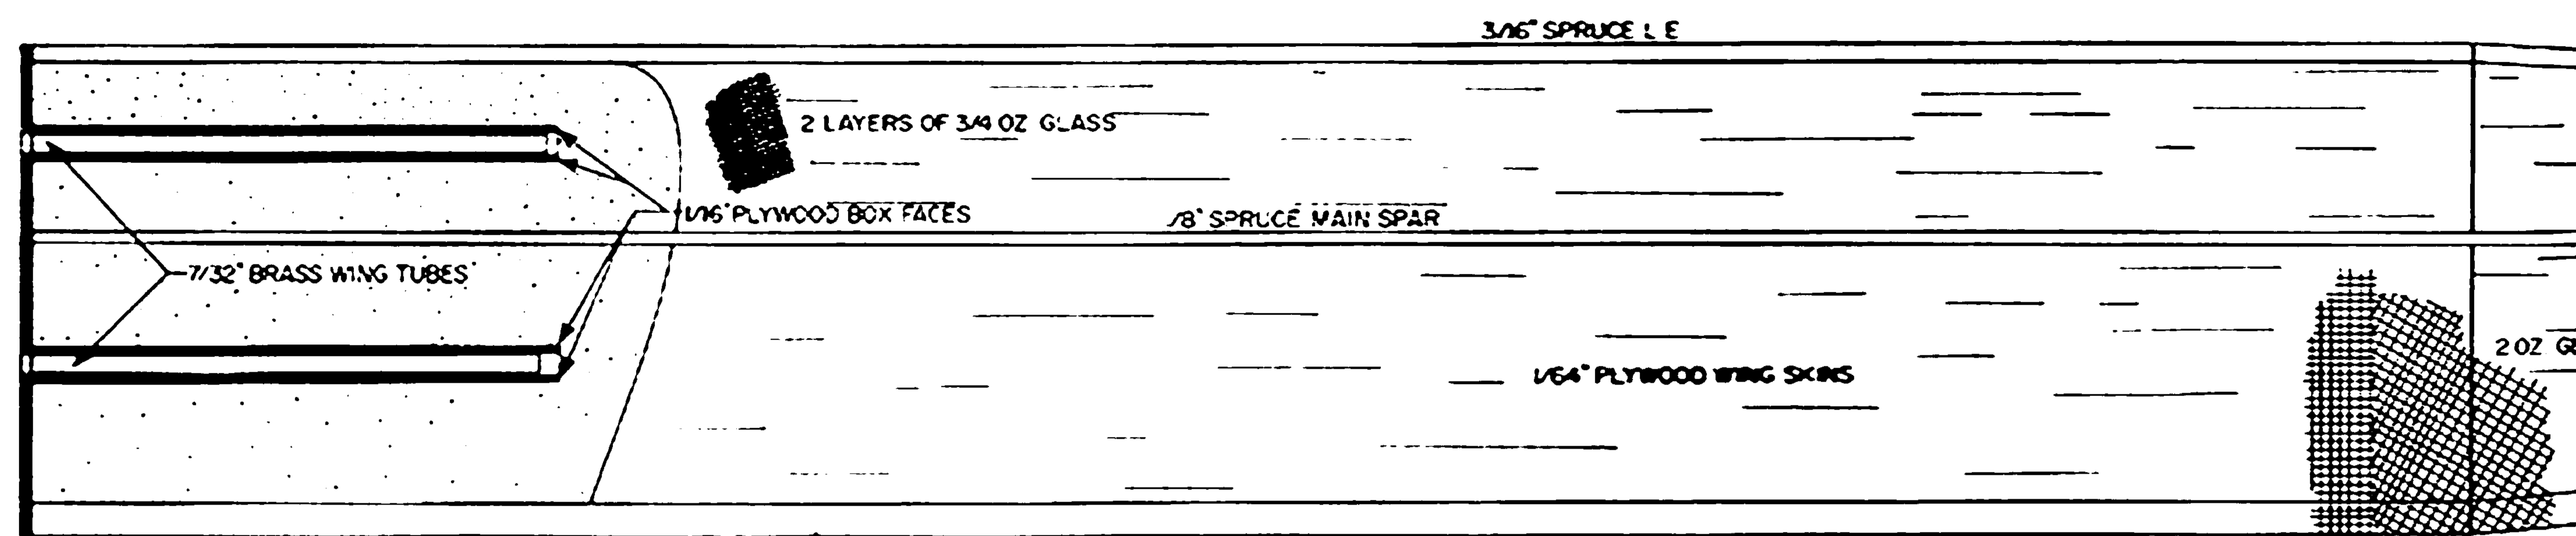 3/16" SPRUCE L E
2 LAYERS OF 3/4 OZ GLASS
1/16" PLYWOOD BOX FACES
/8" SPRUCE MAIN SPAR
7/32" BRASS WING TUBES
1/64" PLYWOOD WING SKINS
2 OZ